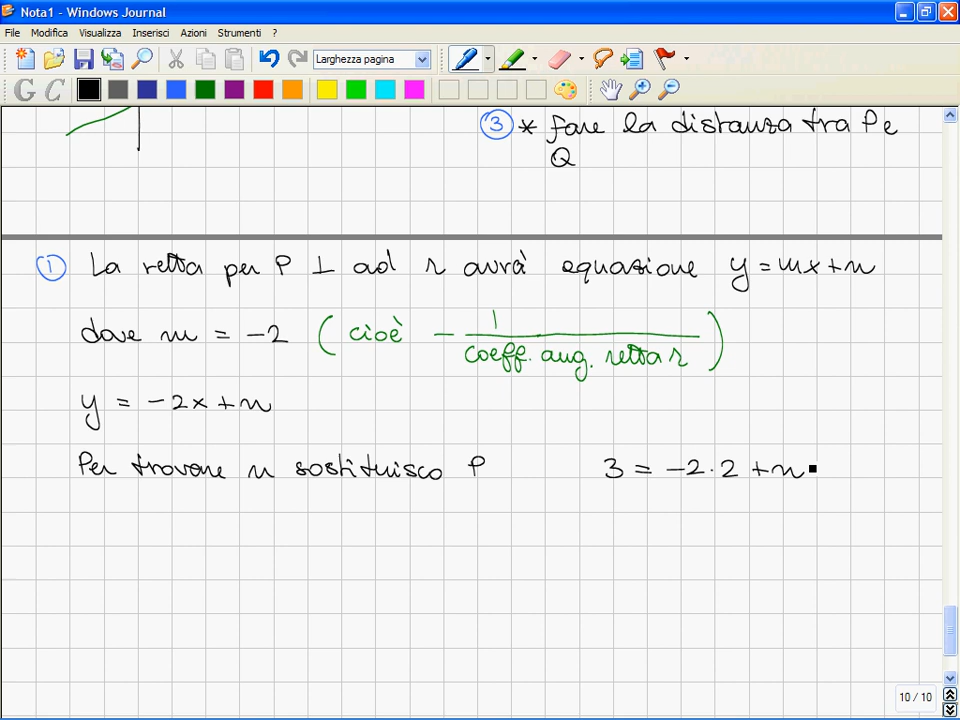 Nota1 - Windows Journal
File Modifica Visualizza Inserisci Azioni Strumenti ?
Larghezza pagina
G C
③ * fare la distanza tra P e
Q
① La retta per P ⊥ ad r avrà equazione y = mx + n
dove m = -2 ( cioè - 1 / coeff. ang. retta r )
y = -2x + n
Per trovare n sostituisco P 3 = -2·2 + n
10 / 10